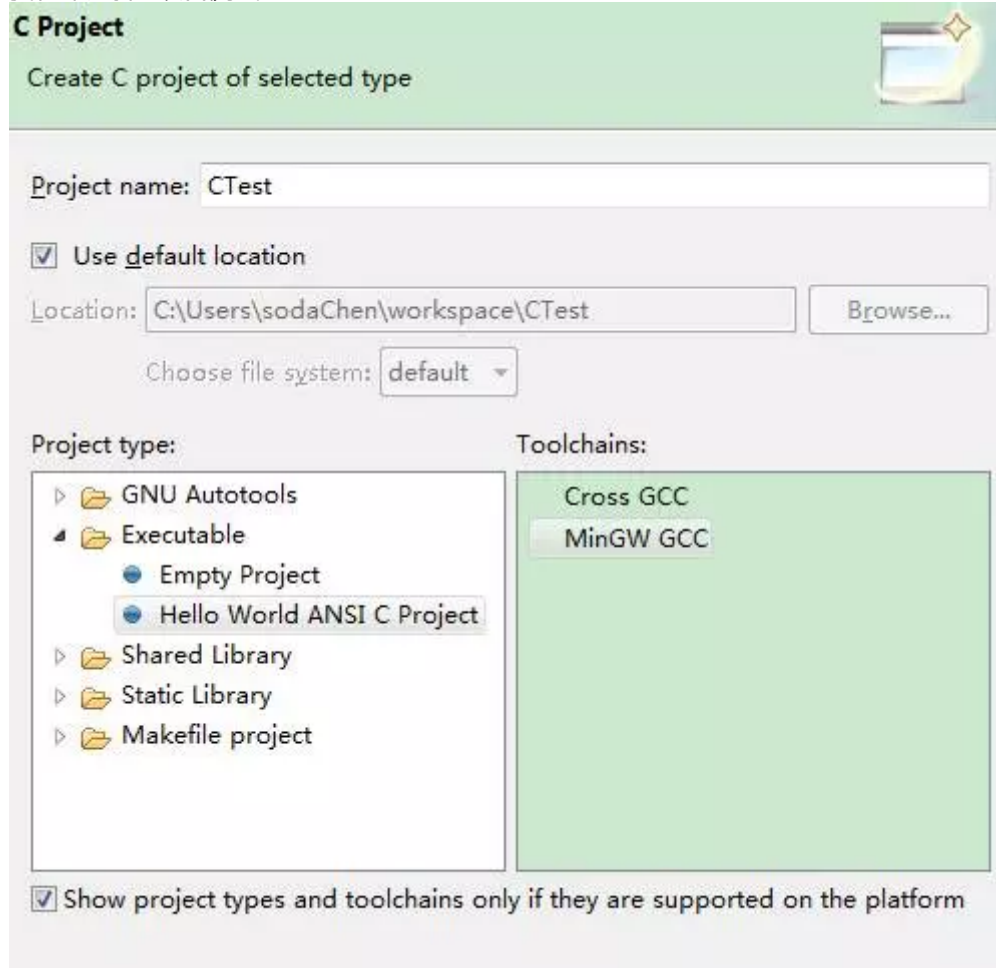 C Project
Create C project of selected type
Project name: CTest
Use default location
Location: C:\Users\sodaChen\workspace\CTest Browse...
Choose file system: default
Project type: Toolchains:
GNU Autotools
Executable
Empty Project
Hello World ANSI C Project
Shared Library
Static Library
Makefile project
Cross GCC
MinGW GCC
Show project types and toolchains only if they are supported on the platform